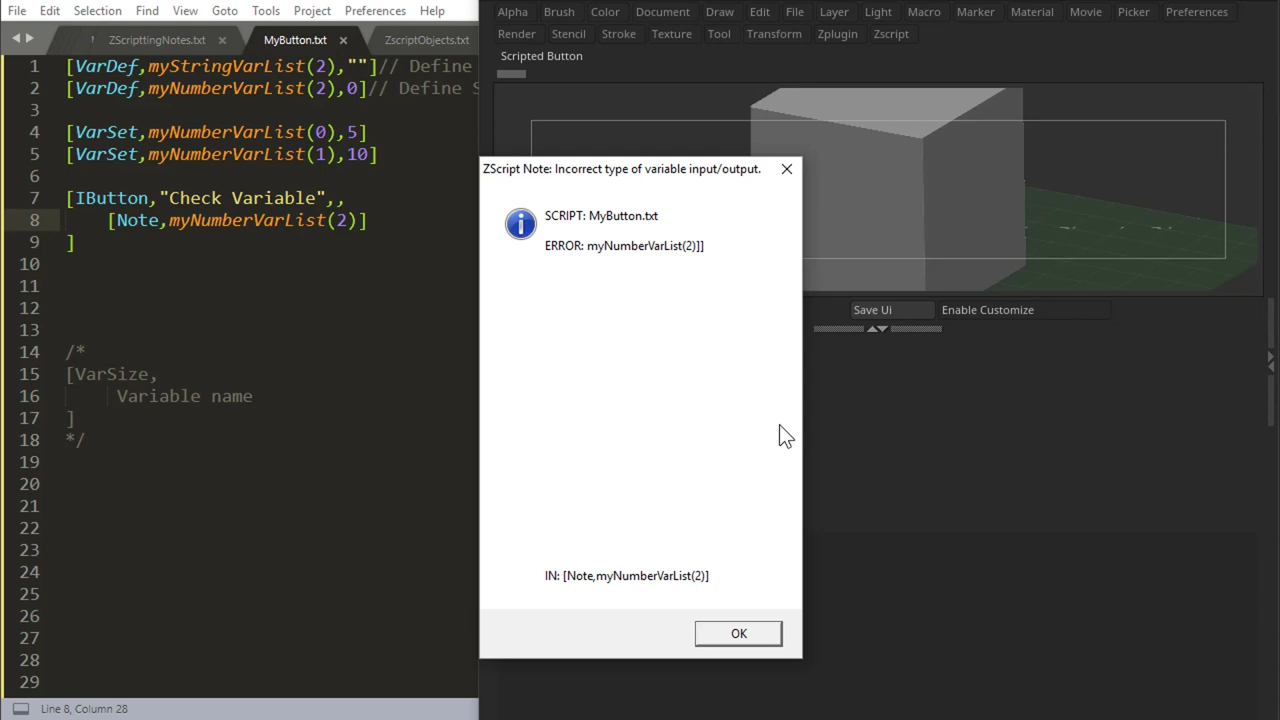 File Edit Selection Find View Goto Tools Project Preferences Help
ZScripttingNotes.txt × MyButton.txt × ZscriptObjects.txt
1 [VarDef,myStringVarList(2),""]// Define
2 [VarDef,myNumberVarList(2),0]// Define S
3
4 [VarSet,myNumberVarList(0),5]
5 [VarSet,myNumberVarList(1),10]
6
7 [IButton,"Check Variable",,
8 [Note,myNumberVarList(2)]
9 ]
10
11
12
13
14 /*
15 [VarSize,
16 Variable name
17 ]
18 */
19
20
21
22
23
24
25
26
27
28
29
Line 8, Column 28
Alpha Brush Color Document Draw Edit File Layer Light Macro Marker Material Movie Picker Preferences
Render Stencil Stroke Texture Tool Transform Zplugin Zscript
Scripted Button
ZScript Note: Incorrect type of variable input/output.
SCRIPT: MyButton.txt
ERROR: myNumberVarList(2)]]
IN: [Note,myNumberVarList(2)]
OK
Save Ui Enable Customize